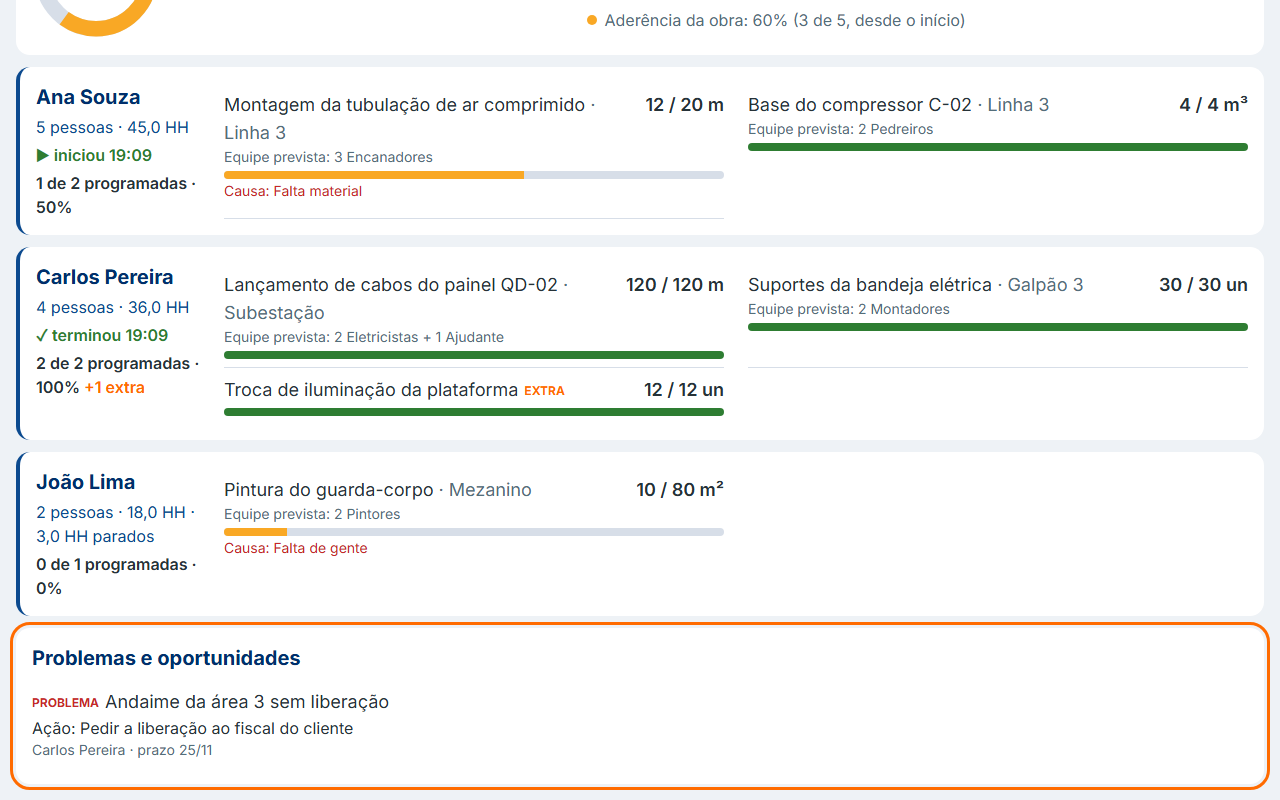 Aderência da obra: 60% (3 de 5, desde o início)
Ana Souza
5 pessoas · 45,0 HH
▶ iniciou 19:09
1 de 2 programadas ·
50%
Montagem da tubulação de ar comprimido ·
Linha 3
12 / 20 m
Equipe prevista: 3 Encanadores
Causa: Falta material
Base do compressor C-02 · Linha 3
4 / 4 m³
Equipe prevista: 2 Pedreiros
Carlos Pereira
4 pessoas · 36,0 HH
✓ terminou 19:09
2 de 2 programadas ·
100% +1 extra
Lançamento de cabos do painel QD-02 ·
Subestação
120 / 120 m
Equipe prevista: 2 Eletricistas + 1 Ajudante
Suportes da bandeja elétrica · Galpão 3
30 / 30 un
Equipe prevista: 2 Montadores
Troca de iluminação da plataforma EXTRA
12 / 12 un
João Lima
2 pessoas · 18,0 HH ·
3,0 HH parados
0 de 1 programadas ·
0%
Pintura do guarda-corpo · Mezanino
10 / 80 m²
Equipe prevista: 2 Pintores
Causa: Falta de gente
Problemas e oportunidades
PROBLEMA Andaime da área 3 sem liberação
Ação: Pedir a liberação ao fiscal do cliente
Carlos Pereira · prazo 25/11